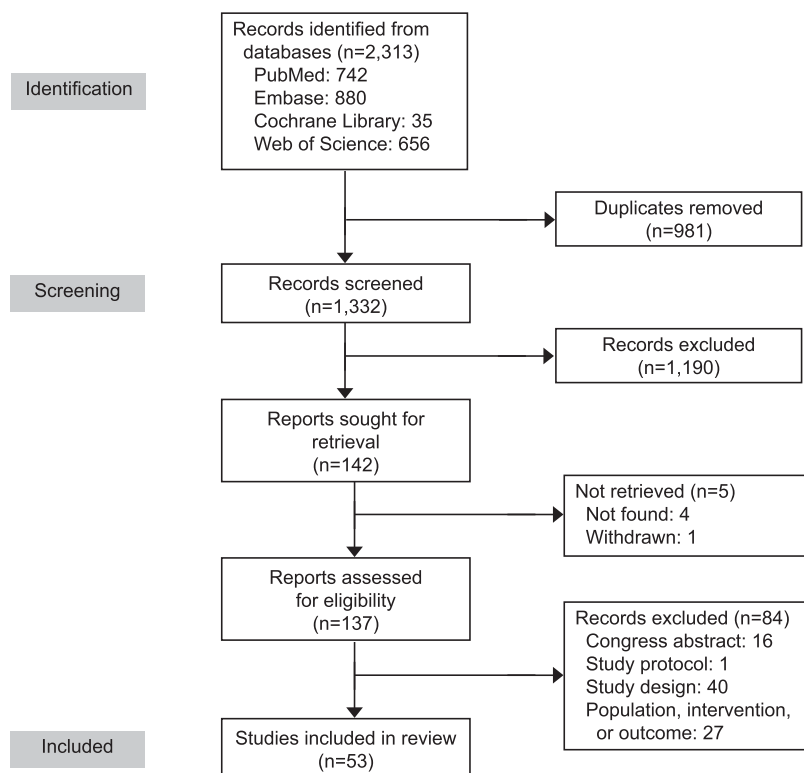 Records identified from
databases (n=2,313)
PubMed: 742
Embase: 880
Cochrane Library: 35
Web of Science: 656
Identification
Duplicates removed
(n=981)
Screening
Records screened
(n=1,332)
Records excluded
(n=1,190)
Reports sought for
retrieval
(n=142)
Not retrieved (n=5)
Not found: 4
Withdrawn: 1
Reports assessed
for eligibility
(n=137)
Records excluded (n=84)
Congress abstract: 16
Study protocol: 1
Study design: 40
Population, intervention,
or outcome: 27
Included
Studies included in review
(n=53)